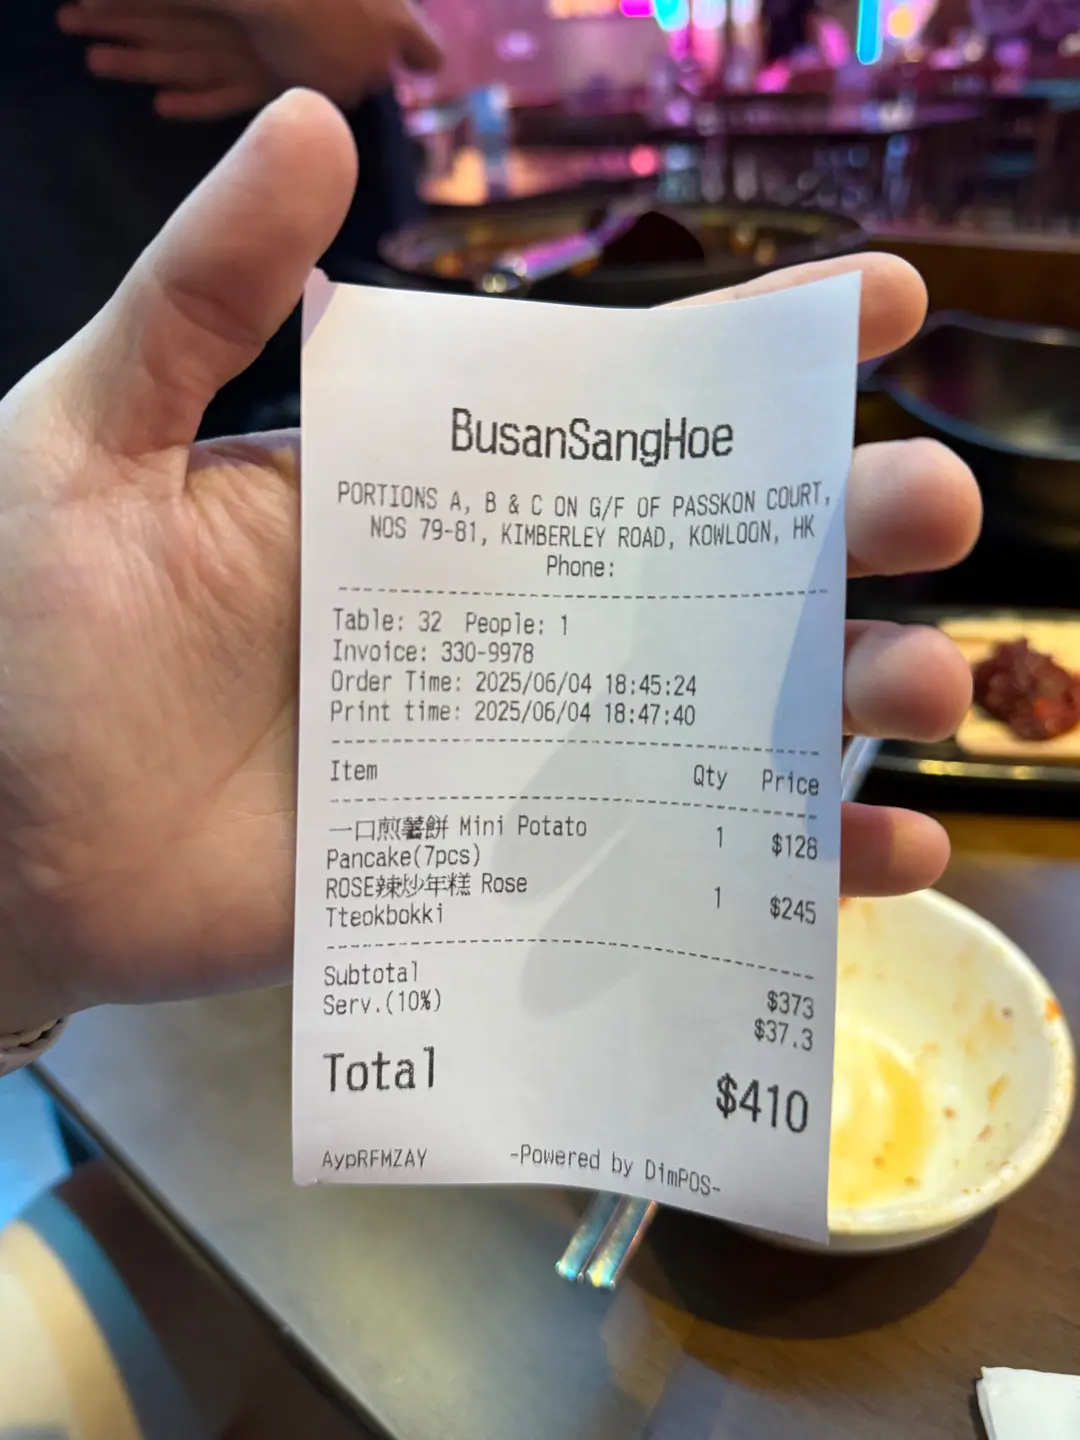 BusanSangHoe
PORTIONS A, B & C ON G/F OF PASSKON COURT,
NOS 79-81, KIMBERLEY ROAD, KOWLOON, HK
Phone:
Table: 32 People: 1
Invoice: 330-9978
Order Time: 2025/06/04 18:45:24
Print time: 2025/06/04 18:47:40
Item Qty Price
一口煎薯餅 Mini Potato 1 $128
Pancake(7pcs)
ROSE辣炒年糕 Rose 1 $245
Tteokbokki
Subtotal $373
Serv.(10%) $37.3
Total $410
AypRFMZAY -Powered by DimPOS-